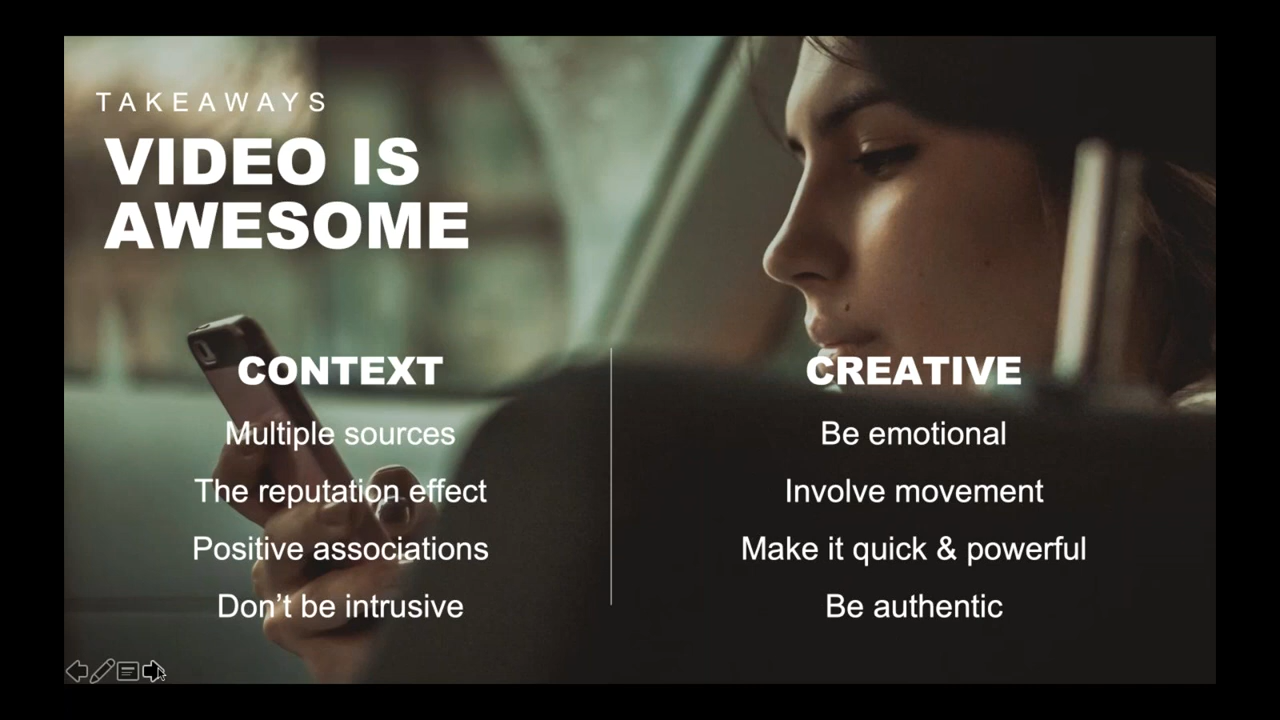 TAKEAWAYS
VIDEO IS
AWESOME
CONTEXT
Multiple sources
The reputation effect
Positive associations
Don’t be intrusive
CREATIVE
Be emotional
Involve movement
Make it quick & powerful
Be authentic